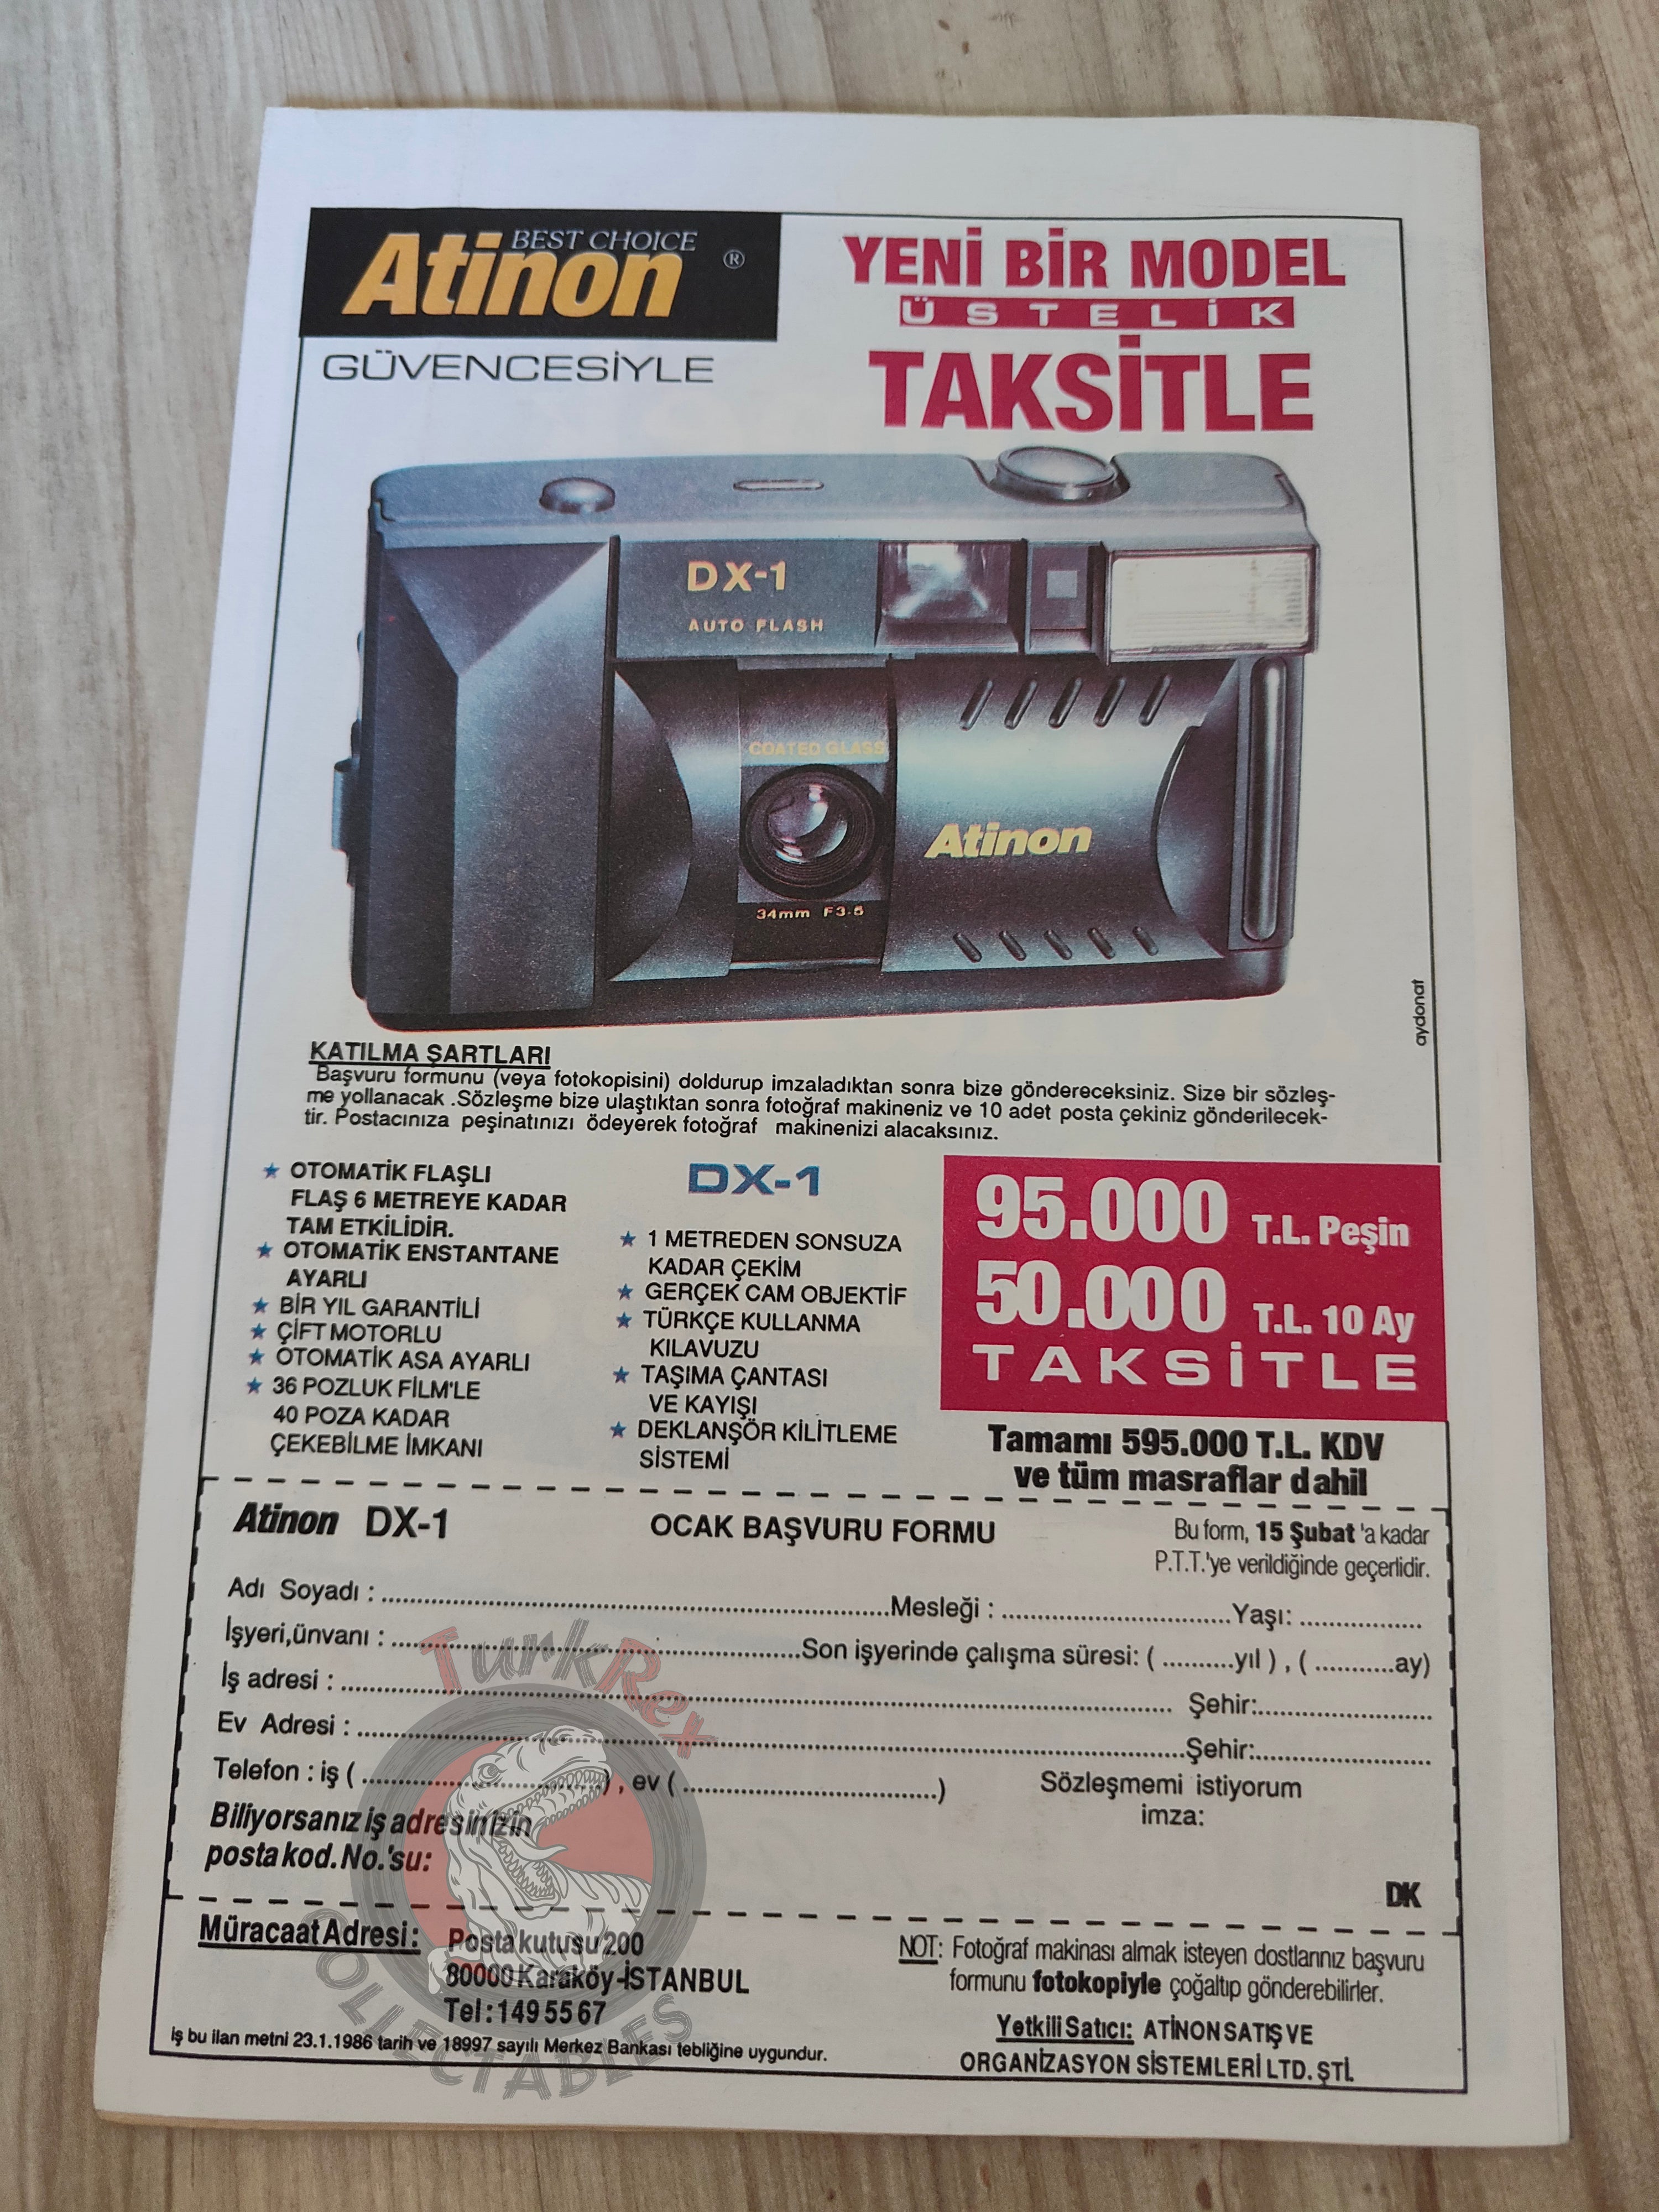 BEST CHOICE
Atinon ®
GÜVENCESİYLE
YENİ BİR MODEL
ÜSTELİK
TAKSİTLE
DX-1
AUTO FLASH
COATED GLASS
34mm F3.5
Atinon
aydonat
KATILMA ŞARTLARI
Başvuru formunu (veya fotokopisini) doldurup imzaladıktan sonra bize göndereceksiniz. Size bir sözleş-
me yollanacak .Sözleşme bize ulaştıktan sonra fotoğraf makineniz ve 10 adet posta çekiniz gönderilecek-
tir. Postacınıza peşinatınızı ödeyerek fotoğraf makinenizi alacaksınız.
★ OTOMATİK FLAŞLI
FLAŞ 6 METREYE KADAR
TAM ETKİLİDİR.
★ OTOMATİK ENSTANTANE
AYARLI
★ BİR YIL GARANTİLİ
★ ÇİFT MOTORLU
★ OTOMATİK ASA AYARLI
★ 36 POZLUK FİLM'LE
40 POZA KADAR
ÇEKEBİLME İMKANI
DX-1
★ 1 METREDEN SONSUZA
KADAR ÇEKİM
★ GERÇEK CAM OBJEKTİF
★ TÜRKÇE KULLANMA
KILAVUZU
★ TAŞIMA ÇANTASI
VE KAYIŞI
★ DEKLANŞÖR KİLİTLEME
SİSTEMİ
95.000 T.L. Peşin
50.000 T.L. 10 Ay
TAKSİTLE
Tamamı 595.000 T.L. KDV
ve tüm masraflar dahil
Atinon DX-1
OCAK BAŞVURU FORMU
Bu form, 15 Şubat 'a kadar
P.T.T.'ye verildiğinde geçerlidir.
Adı Soyadı : ..........Mesleği : ..........Yaşı: ..........
İşyeri,ünvanı : ..........Son işyerinde çalışma süresi: ( ..........yıl ) , ( ...........ay)
İş adresi : .......... Şehir:..........
Ev Adresi : ..........Şehir:..........
Telefon : iş ( ..........) , ev ( ..........)
Sözleşmemi istiyorum
imza:
Biliyorsanız iş adresinizin
posta kod.No.'su:
DK
Müracaat Adresi: Posta kutusu 200
80000 Karaköy-İSTANBUL
Tel : 149 55 67
NOT: Fotoğraf makinası almak isteyen dostlarınız başvuru
formunu fotokopiyle çoğaltıp gönderebilirler.
Yetkili Satıcı: ATİNON SATIŞ VE
ORGANİZASYON SİSTEMLERİ LTD. ŞTİ.
İş bu ilan metni 23.1.1986 tarih ve 18997 sayılı Merkez Bankası tebliğine uygundur.
TurkRex
COLLECTABLES